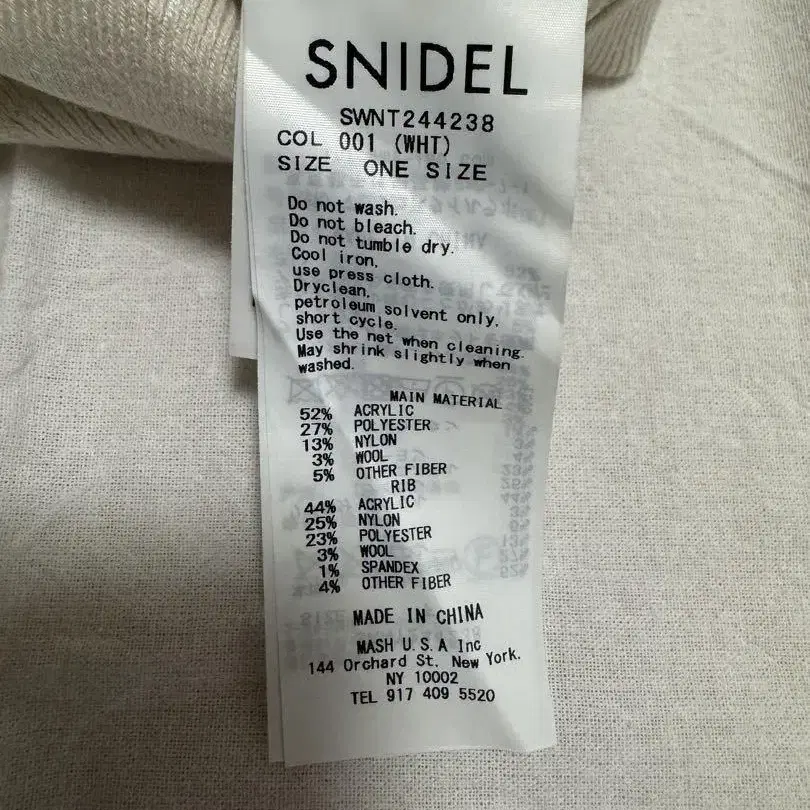 SNIDEL
SWNT244238
COL 001 (WHT)
SIZE ONE SIZE
Do not wash.
Do not bleach.
Do not tumble dry.
Cool iron,
use press cloth.
Dryclean,
petroleum solvent only,
short cycle.
Use the net when cleaning.
May shrink slightly when
washed.
MAIN MATERIAL
52% ACRYLIC
27% POLYESTER
13% NYLON
3% WOOL
5% OTHER FIBER
RIB
44% ACRYLIC
25% NYLON
23% POLYESTER
3% WOOL
1% SPANDEX
4% OTHER FIBER
MADE IN CHINA
MASH U.S.A Inc
144 Orchard St. New York.
NY 10002
TEL 917 409 5520